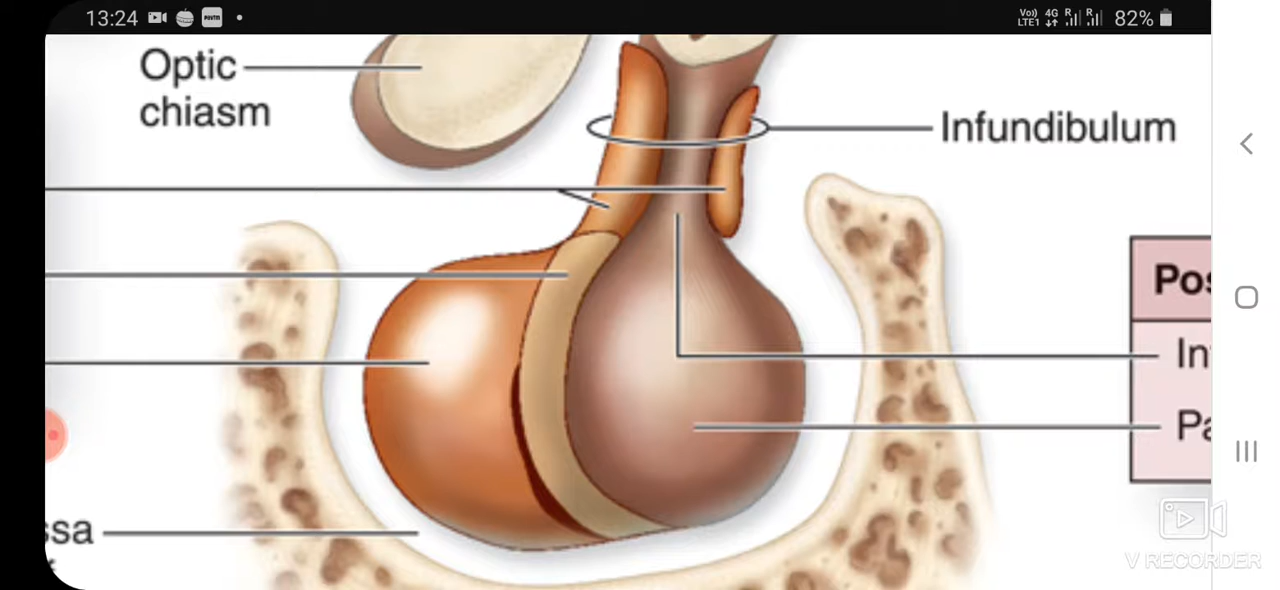 13:24
82%
Optic
chiasm
Infundibulum
Pos
In
Pa
ssa
V RECORDER